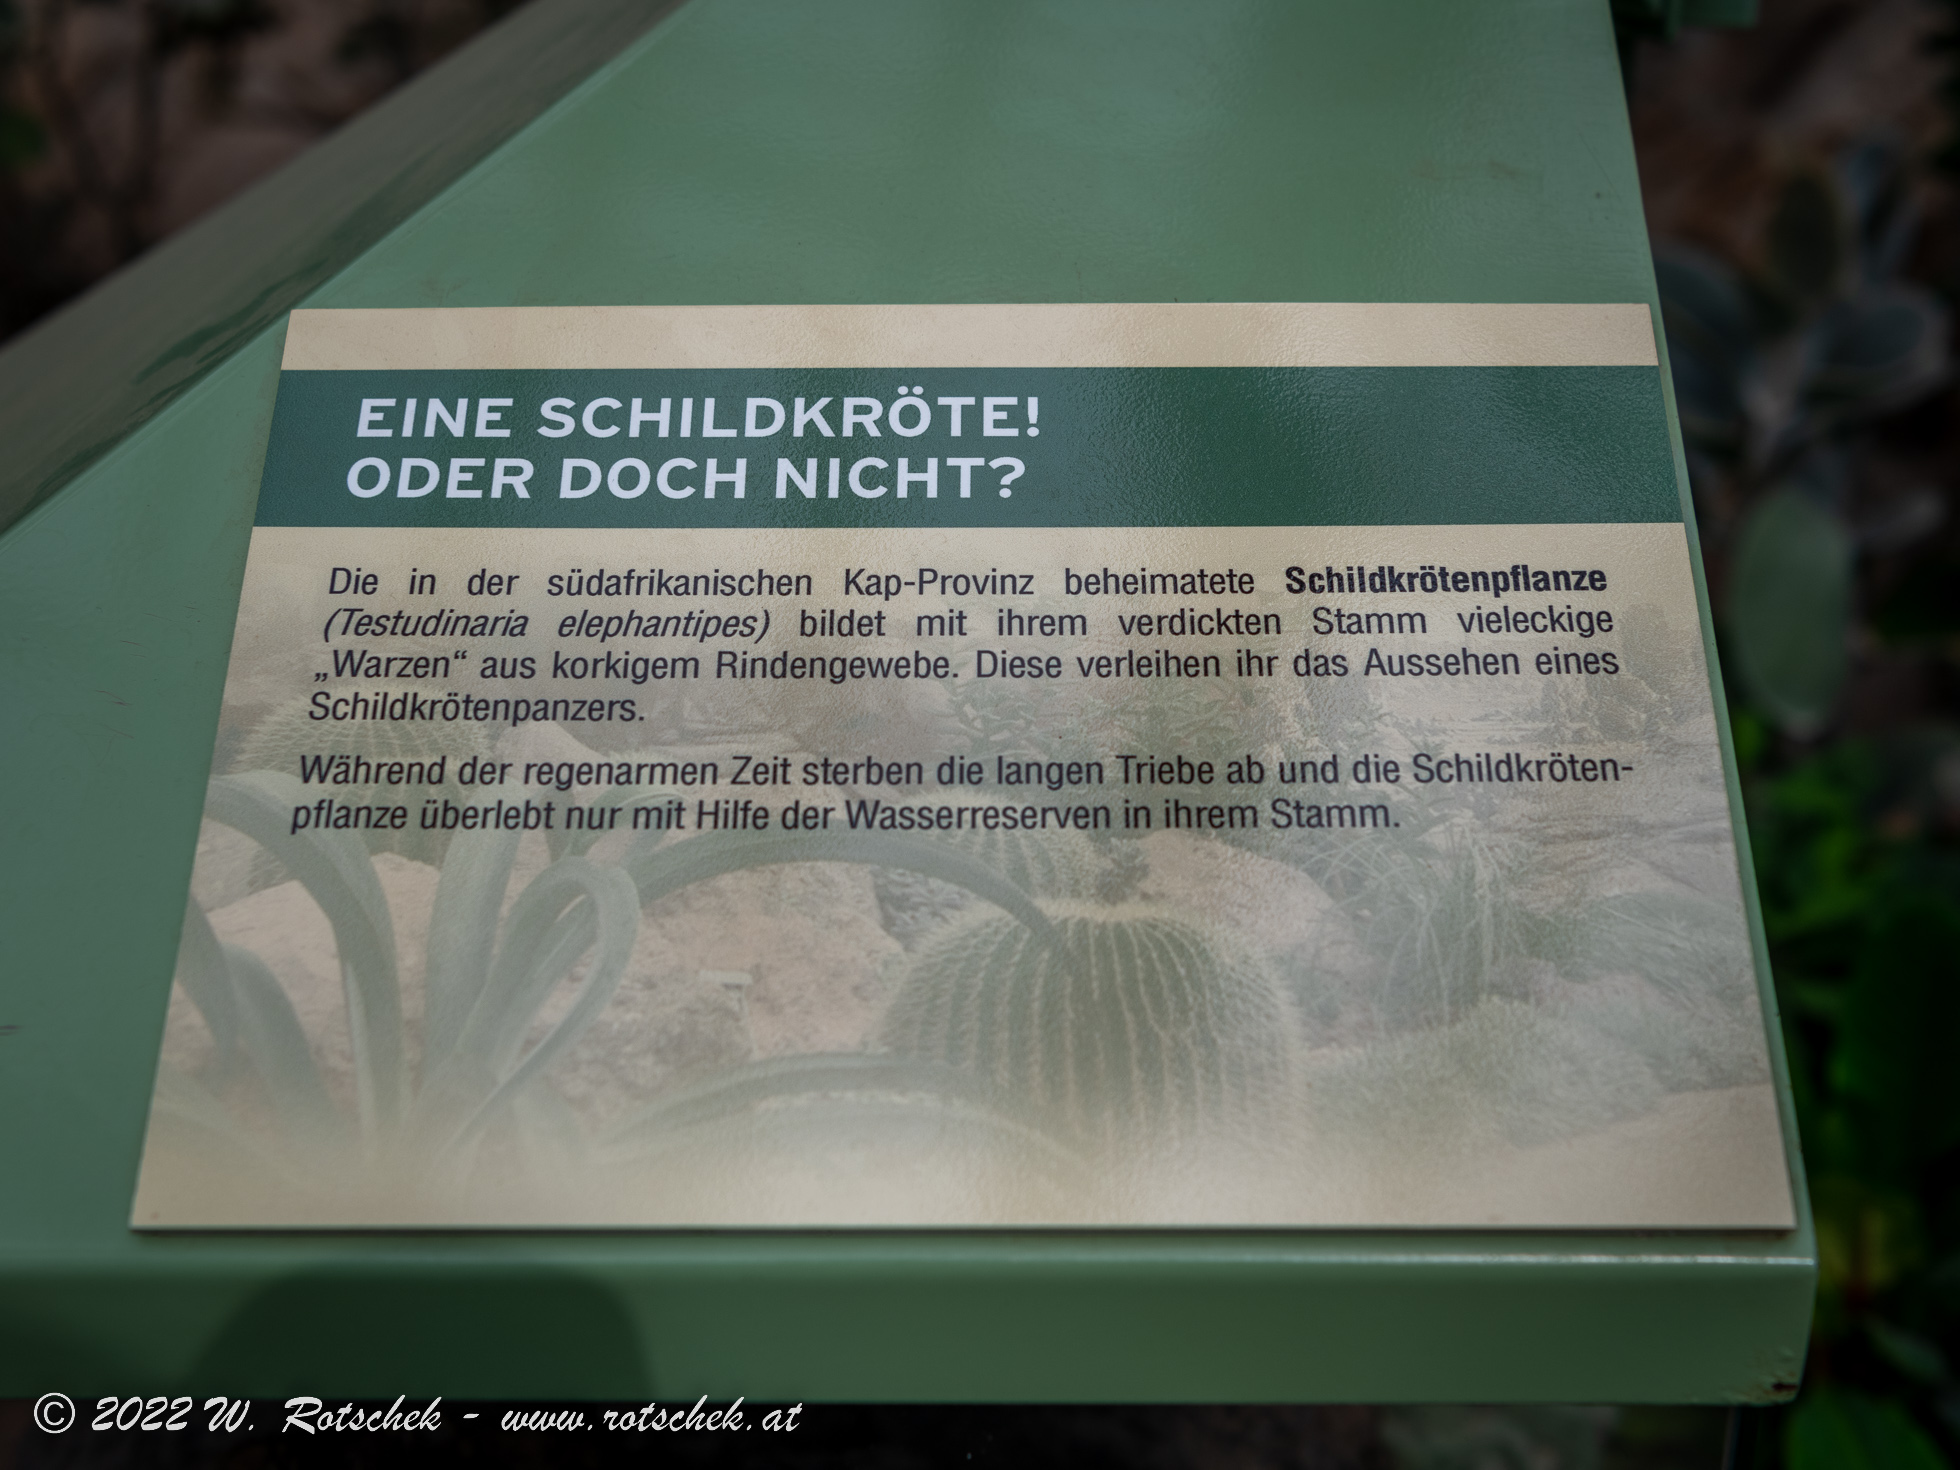 EINE SCHILDKRÖTE!
ODER DOCH NICHT?
Die in der südafrikanischen Kap-Provinz beheimatete Schildkrötenpflanze
(Testudinaria elephantipes) bildet mit ihrem verdickten Stamm vieleckige
„Warzen“ aus korkigem Rindengewebe. Diese verleihen ihr das Aussehen eines
Schildkrötenpanzers.
Während der regenarmen Zeit sterben die langen Triebe ab und die Schildkröten-
pflanze überlebt nur mit Hilfe der Wasserreserven in ihrem Stamm.
© 2022 W. Rotschek - www.rotschek.at